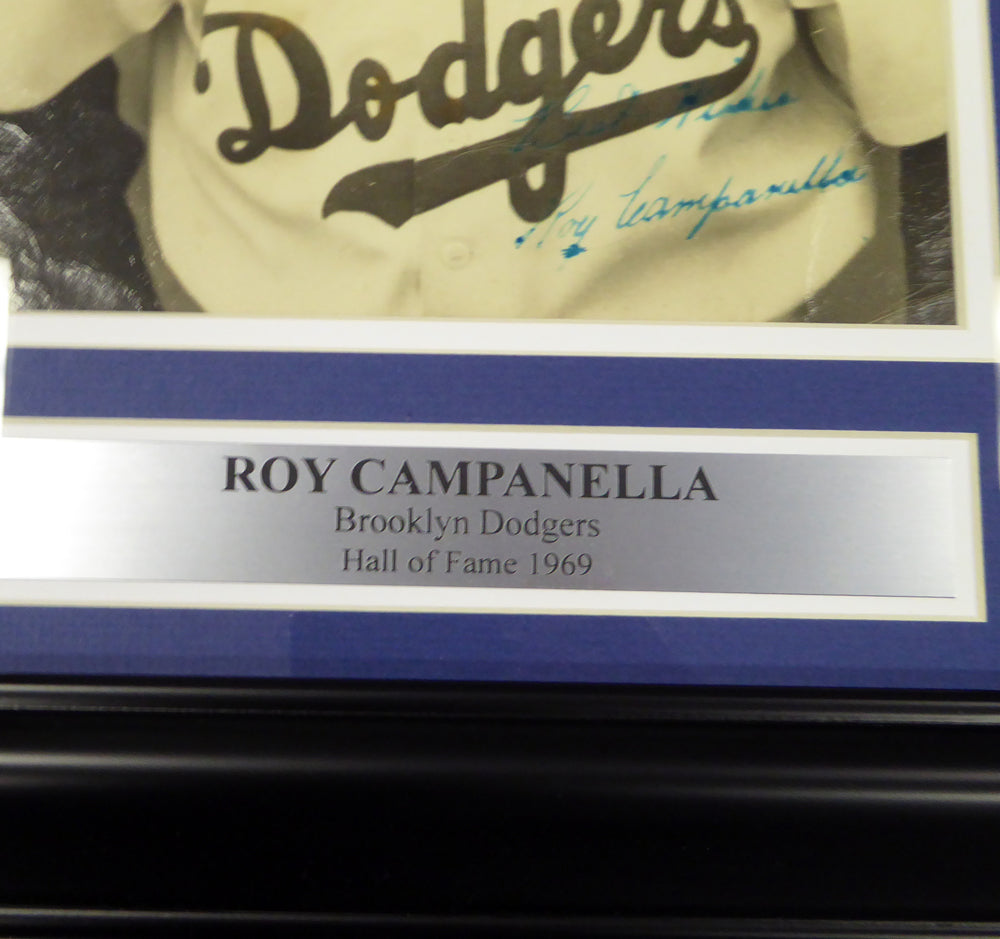 Dodgers
Best Wishes
Roy Campanella
ROY CAMPANELLA
Brooklyn Dodgers
Hall of Fame 1969